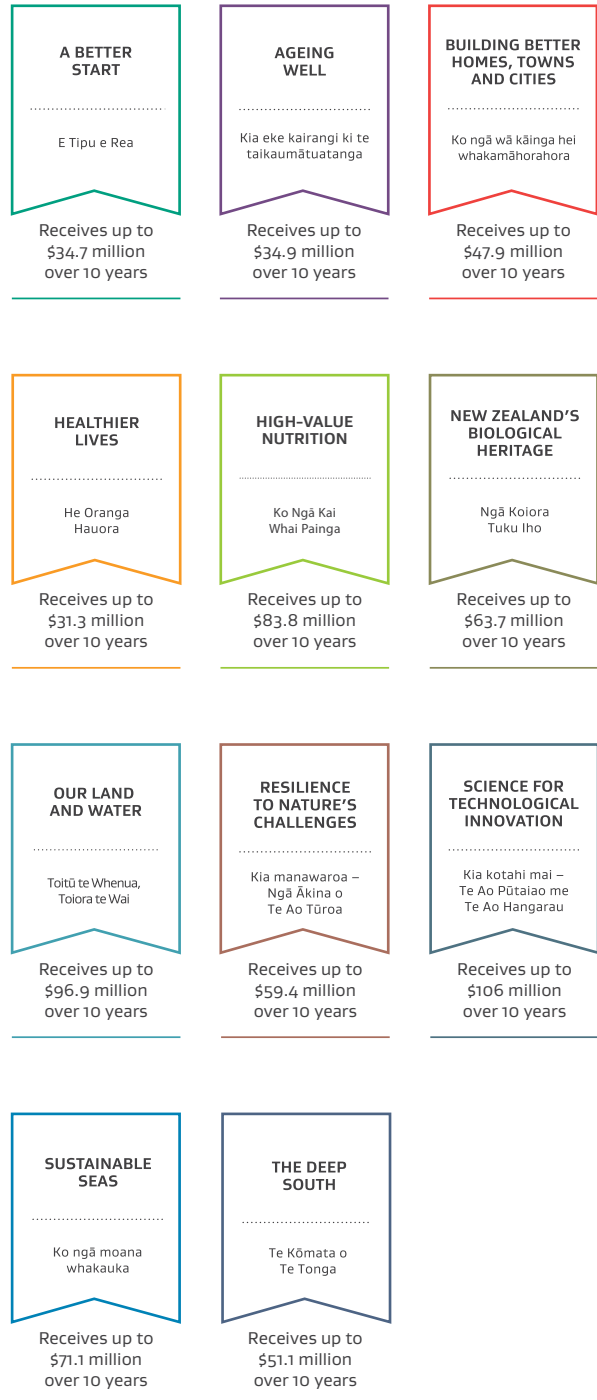 A BETTER
START
E Tipu e Rea
Receives up to
$34.7 million
over 10 years
AGEING
WELL
Kia eke kairangi ki te
taikaumātuatanga
Receives up to
$34.9 million
over 10 years
BUILDING BETTER
HOMES, TOWNS
AND CITIES
Ko ngā wā kāinga hei
whakamāhorahora
Receives up to
$47.9 million
over 10 years
HEALTHIER
LIVES
He Oranga
Hauora
Receives up to
$31.3 million
over 10 years
HIGH-VALUE
NUTRITION
Ko Ngā Kai
Whai Painga
Receives up to
$83.8 million
over 10 years
NEW ZEALAND'S
BIOLOGICAL
HERITAGE
Ngā Koiora
Tuku Iho
Receives up to
$63.7 million
over 10 years
OUR LAND
AND WATER
Toitū te Whenua,
Toiora te Wai
Receives up to
$96.9 million
over 10 years
RESILIENCE
TO NATURE'S
CHALLENGES
Kia manawaroa –
Ngā Ākina o
Te Ao Tūroa
Receives up to
$59.4 million
over 10 years
SCIENCE FOR
TECHNOLOGICAL
INNOVATION
Kia kotahi mai –
Te Ao Pūtaiao me
Te Ao Hangarau
Receives up to
$106 million
over 10 years
SUSTAINABLE
SEAS
Ko ngā moana
whakauka
Receives up to
$71.1 million
over 10 years
THE DEEP
SOUTH
Te Kōmata o
Te Tonga
Receives up to
$51.1 million
over 10 years